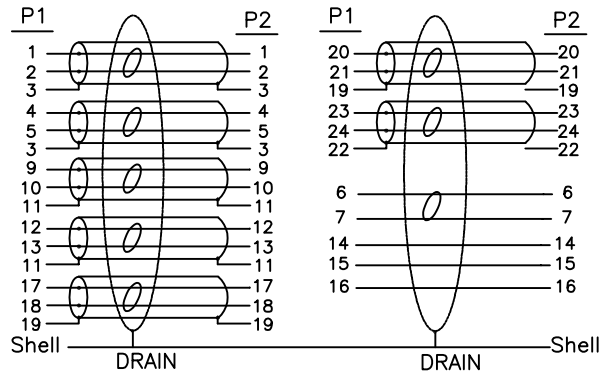 P1 P2 P1 P2
1 1 20 20
2 2 21 21
3 3 19 19
4 4 23 23
5 5 24 24
3 3 22 22
9 9
10 10 6 6
11 11 7 7
12 12
13 13 14 14
11 11 15 15
17 17 16 16
18 18
19 19
Shell Shell
DRAIN DRAIN